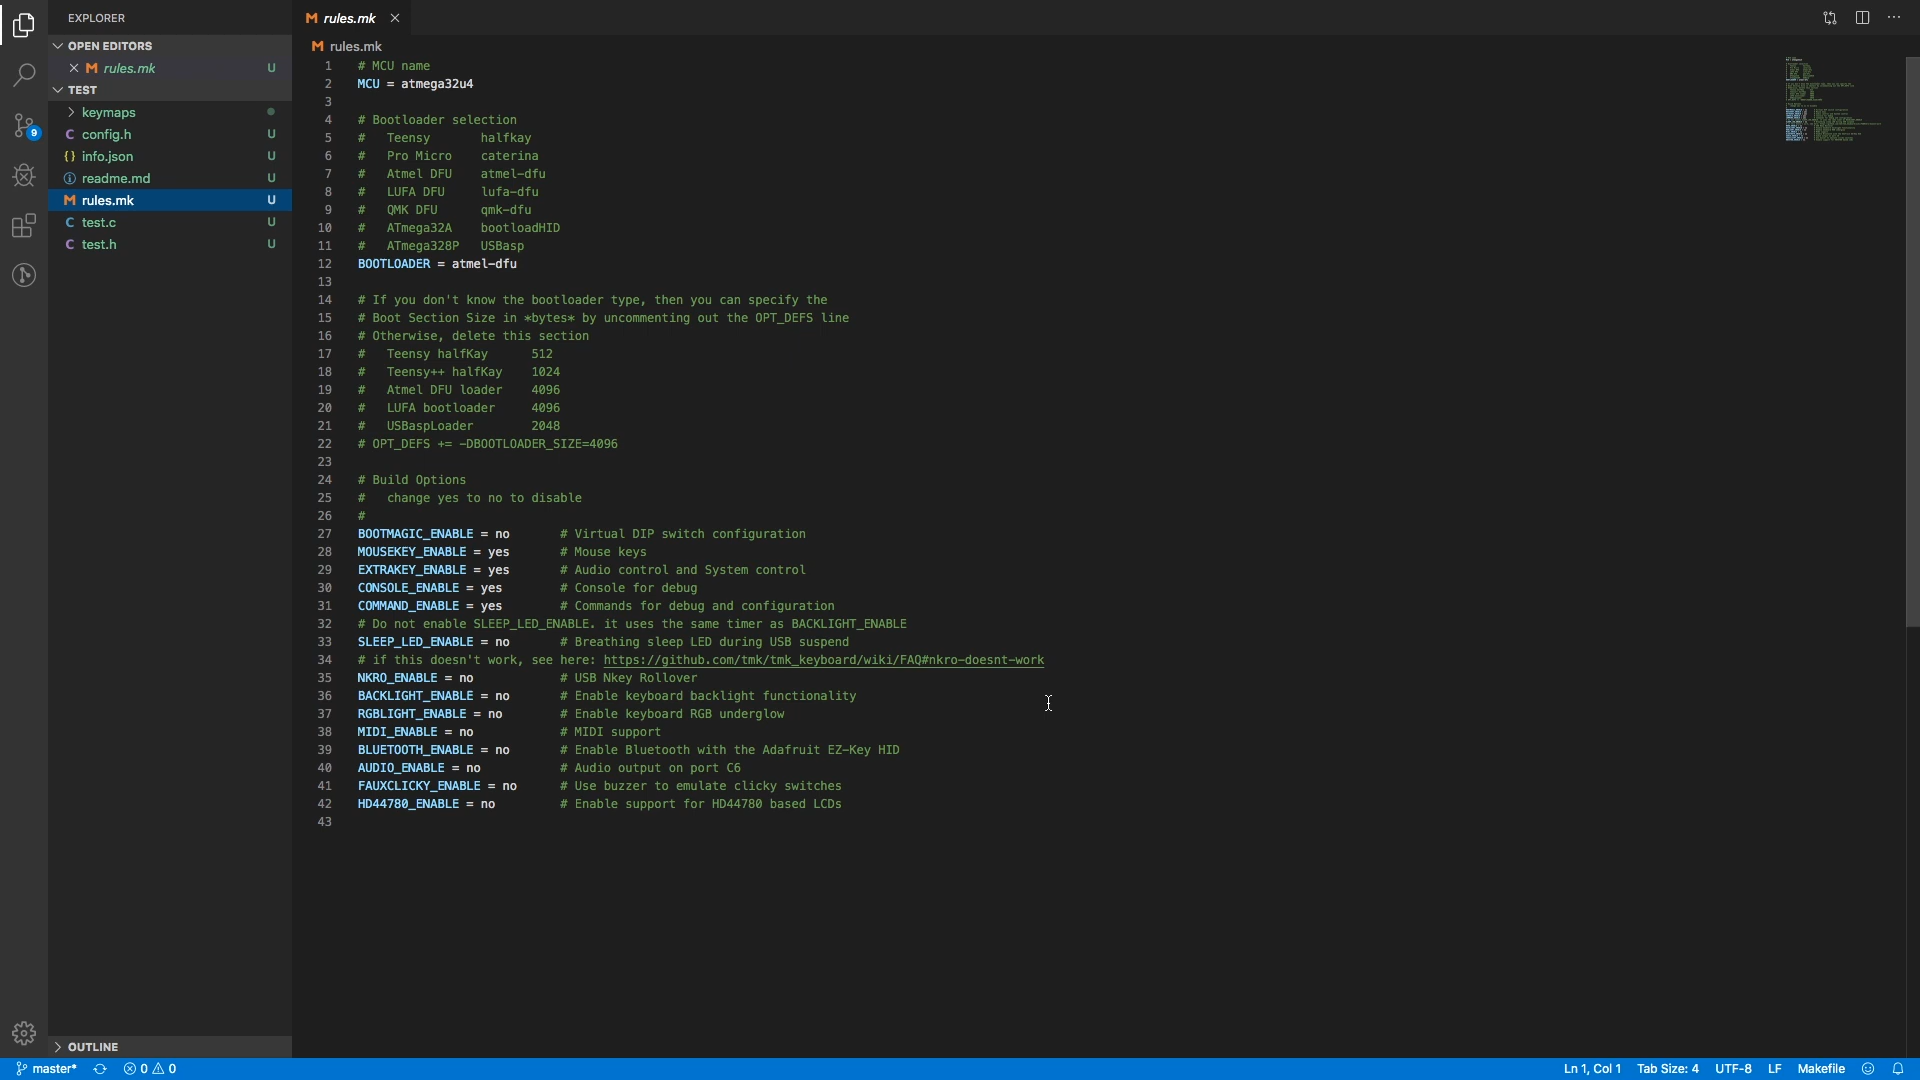 EXPLORER
OPEN EDITORS
rules.mk U
TEST
keymaps
config.h U
info.json U
readme.md U
rules.mk U
test.c U
test.h U
OUTLINE
9
rules.mk
rules.mk
1 # MCU name
2 MCU = atmega32u4
3
4 # Bootloader selection
5 #   Teensy       halfkay
6 #   Pro Micro    caterina
7 #   Atmel DFU    atmel-dfu
8 #   LUFA DFU     lufa-dfu
9 #   QMK DFU      qmk-dfu
10 #   ATmega32A    bootloadHID
11 #   ATmega328P   USBasp
12 BOOTLOADER = atmel-dfu
13
14 # If you don't know the bootloader type, then you can specify the
15 # Boot Section Size in *bytes* by uncommenting out the OPT_DEFS line
16 # Otherwise, delete this section
17 #   Teensy halfKay      512
18 #   Teensy++ halfKay    1024
19 #   Atmel DFU loader    4096
20 #   LUFA bootloader     4096
21 #   USBaspLoader        2048
22 # OPT_DEFS += -DBOOTLOADER_SIZE=4096
23
24 # Build Options
25 #   change yes to no to disable
26 #
27 BOOTMAGIC_ENABLE = no       # Virtual DIP switch configuration
28 MOUSEKEY_ENABLE = yes       # Mouse keys
29 EXTRAKEY_ENABLE = yes       # Audio control and System control
30 CONSOLE_ENABLE = yes        # Console for debug
31 COMMAND_ENABLE = yes        # Commands for debug and configuration
32 # Do not enable SLEEP_LED_ENABLE. it uses the same timer as BACKLIGHT_ENABLE
33 SLEEP_LED_ENABLE = no       # Breathing sleep LED during USB suspend
34 # if this doesn't work, see here: https://github.com/tmk/tmk_keyboard/wiki/FAQ#nkro-doesnt-work
35 NKRO_ENABLE = no            # USB Nkey Rollover
36 BACKLIGHT_ENABLE = no       # Enable keyboard backlight functionality
37 RGBLIGHT_ENABLE = no        # Enable keyboard RGB underglow
38 MIDI_ENABLE = no            # MIDI support
39 BLUETOOTH_ENABLE = no       # Enable Bluetooth with the Adafruit EZ-Key HID
40 AUDIO_ENABLE = no           # Audio output on port C6
41 FAUXCLICKY_ENABLE = no      # Use buzzer to emulate clicky switches
42 HD44780_ENABLE = no         # Enable support for HD44780 based LCDs
43
master* 0 0 Ln 1, Col 1 Tab Size: 4 UTF-8 LF Makefile